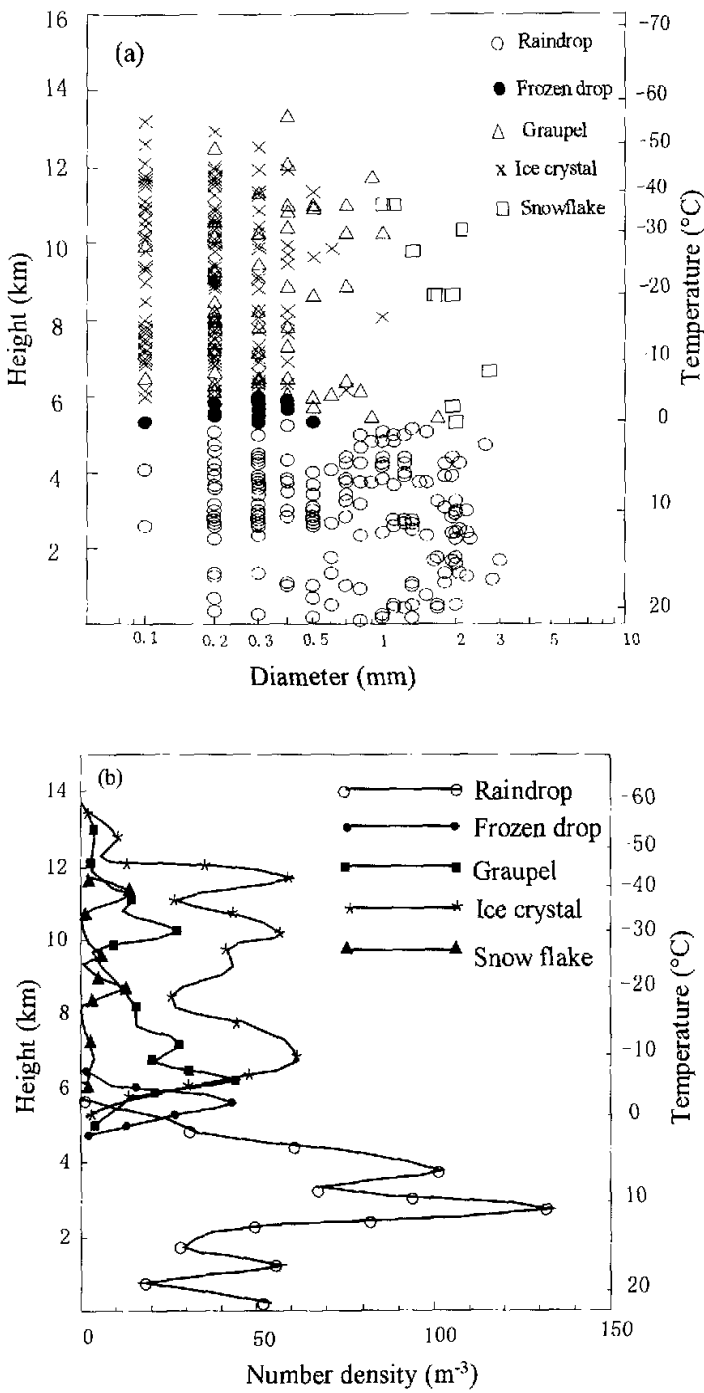 (a)
Raindrop
Frozen drop
Graupel
Ice crystal
Snowflake
16
14
12
10
8
6
4
2
Height (km)
-70
-60
-50
-40
-30
-20
-10
0
10
20
Temperature (°C)
0.1 0.2 0.3 0.5 1 2 3 5 10
Diameter (mm)
(b)
Raindrop
Frozen drop
Graupel
Ice crystal
Snow flake
14
12
10
8
6
4
2
Height (km)
-60
-50
-40
-30
-20
-10
0
10
20
Temperature (°C)
0 50 100 150
Number density (m⁻³)